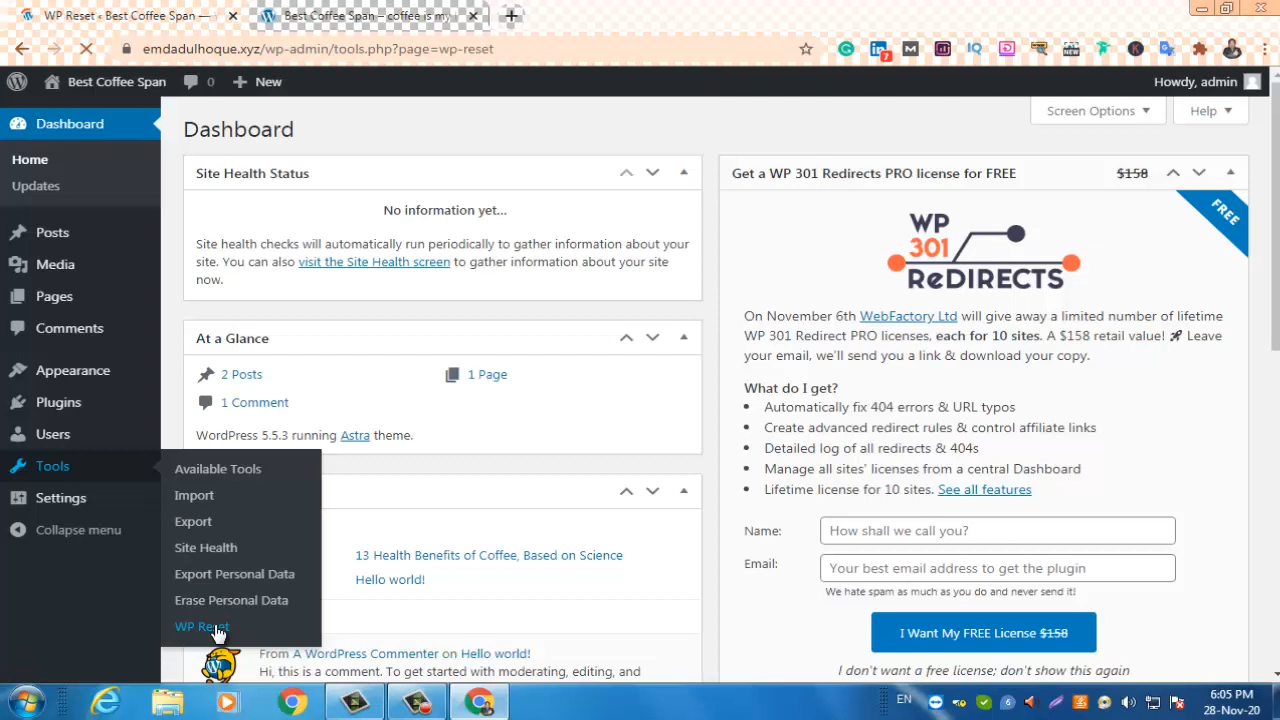 WP Reset ‹ Best Coffee Span —
Best Coffee Span – coffee is my
emdadulhoque.xyz/wp-admin/tools.php?page=wp-reset
7
NEW
Best Coffee Span
0
New
Howdy, admin
Dashboard
Home
Updates
Posts
Media
Pages
Comments
Appearance
Plugins
Users
Tools
Settings
Collapse menu
Available Tools
Import
Export
Site Health
Export Personal Data
Erase Personal Data
WP Reset
Screen Options
Help
Dashboard
Site Health Status
No information yet...
Site health checks will automatically run periodically to gather information about your
site. You can also visit the Site Health screen to gather information about your site
now.
At a Glance
2 Posts
1 Page
1 Comment
WordPress 5.5.3 running Astra theme.
13 Health Benefits of Coffee, Based on Science
Hello world!
From A WordPress Commenter on Hello world!
Hi, this is a comment. To get started with moderating, editing, and
Get a WP 301 Redirects PRO license for FREE
$158
FREE
WP
301
ReDIRECTS
On November 6th WebFactory Ltd will give away a limited number of lifetime
WP 301 Redirect PRO licenses, each for 10 sites. A $158 retail value! 🚀 Leave
your email, we'll send you a link & download your copy.
What do I get?
• Automatically fix 404 errors & URL typos
• Create advanced redirect rules & control affiliate links
• Detailed log of all redirects & 404s
• Manage all sites' licenses from a central Dashboard
• Lifetime license for 10 sites. See all features
Name:
How shall we call you?
Email:
Your best email address to get the plugin
We hate spam as much as you do and never send it!
I Want My FREE License $158
I don't want a free license; don't show this again
EN
6:05 PM
28-Nov-20